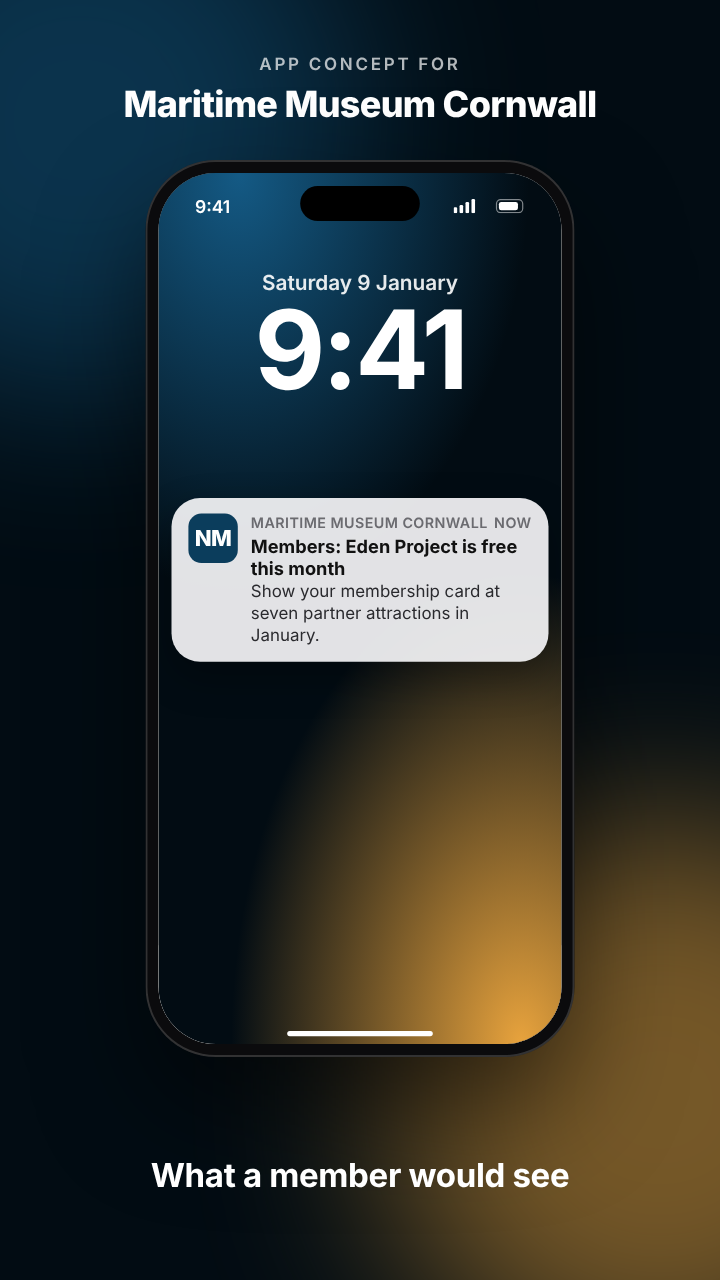 APP CONCEPT FOR
Maritime Museum Cornwall
9:41
Saturday 9 January
9:41
NM
MARITIME MUSEUM CORNWALL NOW
Members: Eden Project is free
this month
Show your membership card at
seven partner attractions in
January.
What a member would see